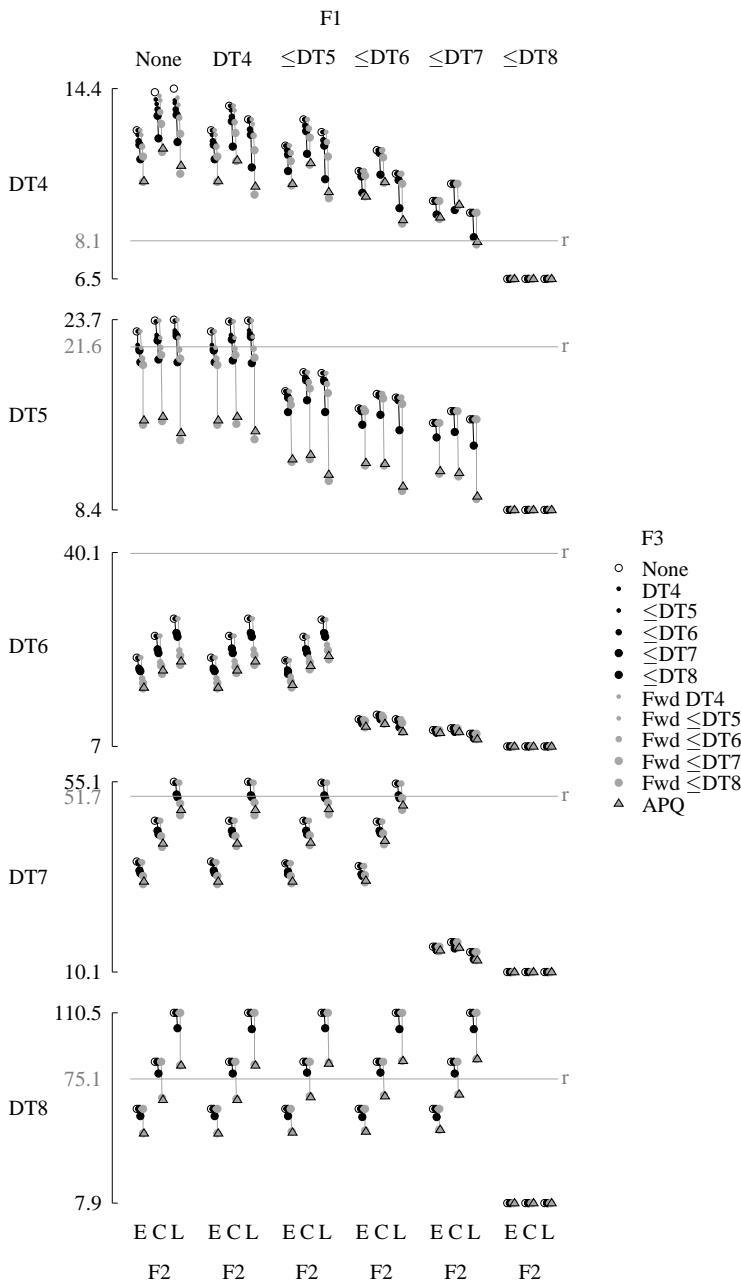 F1
None DT4 ≤DT5 ≤DT6 ≤DT7 ≤DT8
14.4
DT4
8.1 r
6.5
23.7
21.6 r
DT5
8.4
40.1 r
DT6
7
55.1
51.7 r
DT7
10.1
110.5
75.1 r
DT8
7.9
E C L E C L E C L E C L E C L E C L
F2 F2 F2 F2 F2 F2
F3
None
DT4
≤DT5
≤DT6
≤DT7
≤DT8
Fwd DT4
Fwd ≤DT5
Fwd ≤DT6
Fwd ≤DT7
Fwd ≤DT8
APQ